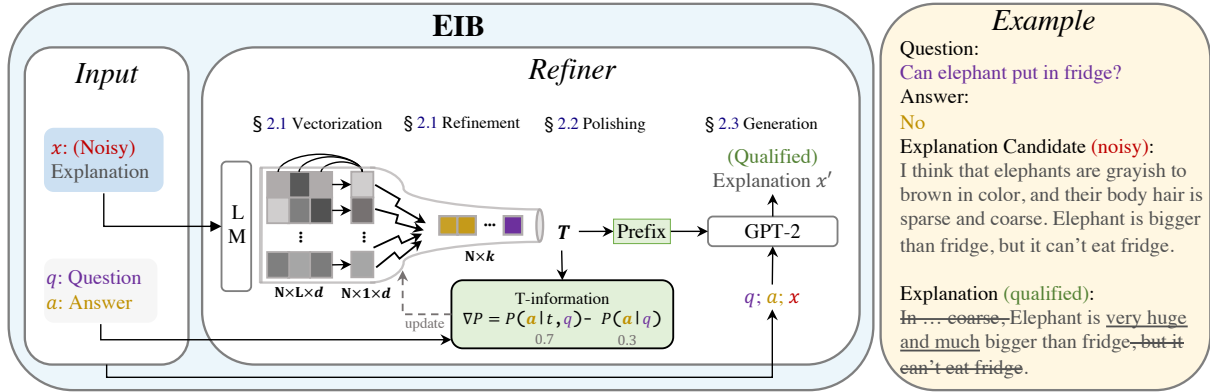 EIB
Input
x: (Noisy)
Explanation
q: Question
a: Answer
Refiner
§ 2.1 Vectorization
§ 2.1 Refinement
§ 2.2 Polishing
§ 2.3 Generation
L
M
N×L×d
N×1×d
N×k
T
Prefix
GPT-2
(Qualified)
Explanation x′
update
T-information
∇P = P(a|t,q)− P(a|q)
0.7
0.3
q; a; x
Example
Question:
Can elephant put in fridge?
Answer:
No
Explanation Candidate (noisy):
I think that elephants are grayish to
brown in color, and their body hair is
sparse and coarse. Elephant is bigger
than fridge, but it can't eat fridge.
Explanation (qualified):
In … coarse, Elephant is very huge
and much bigger than fridge, but it
can't eat fridge.